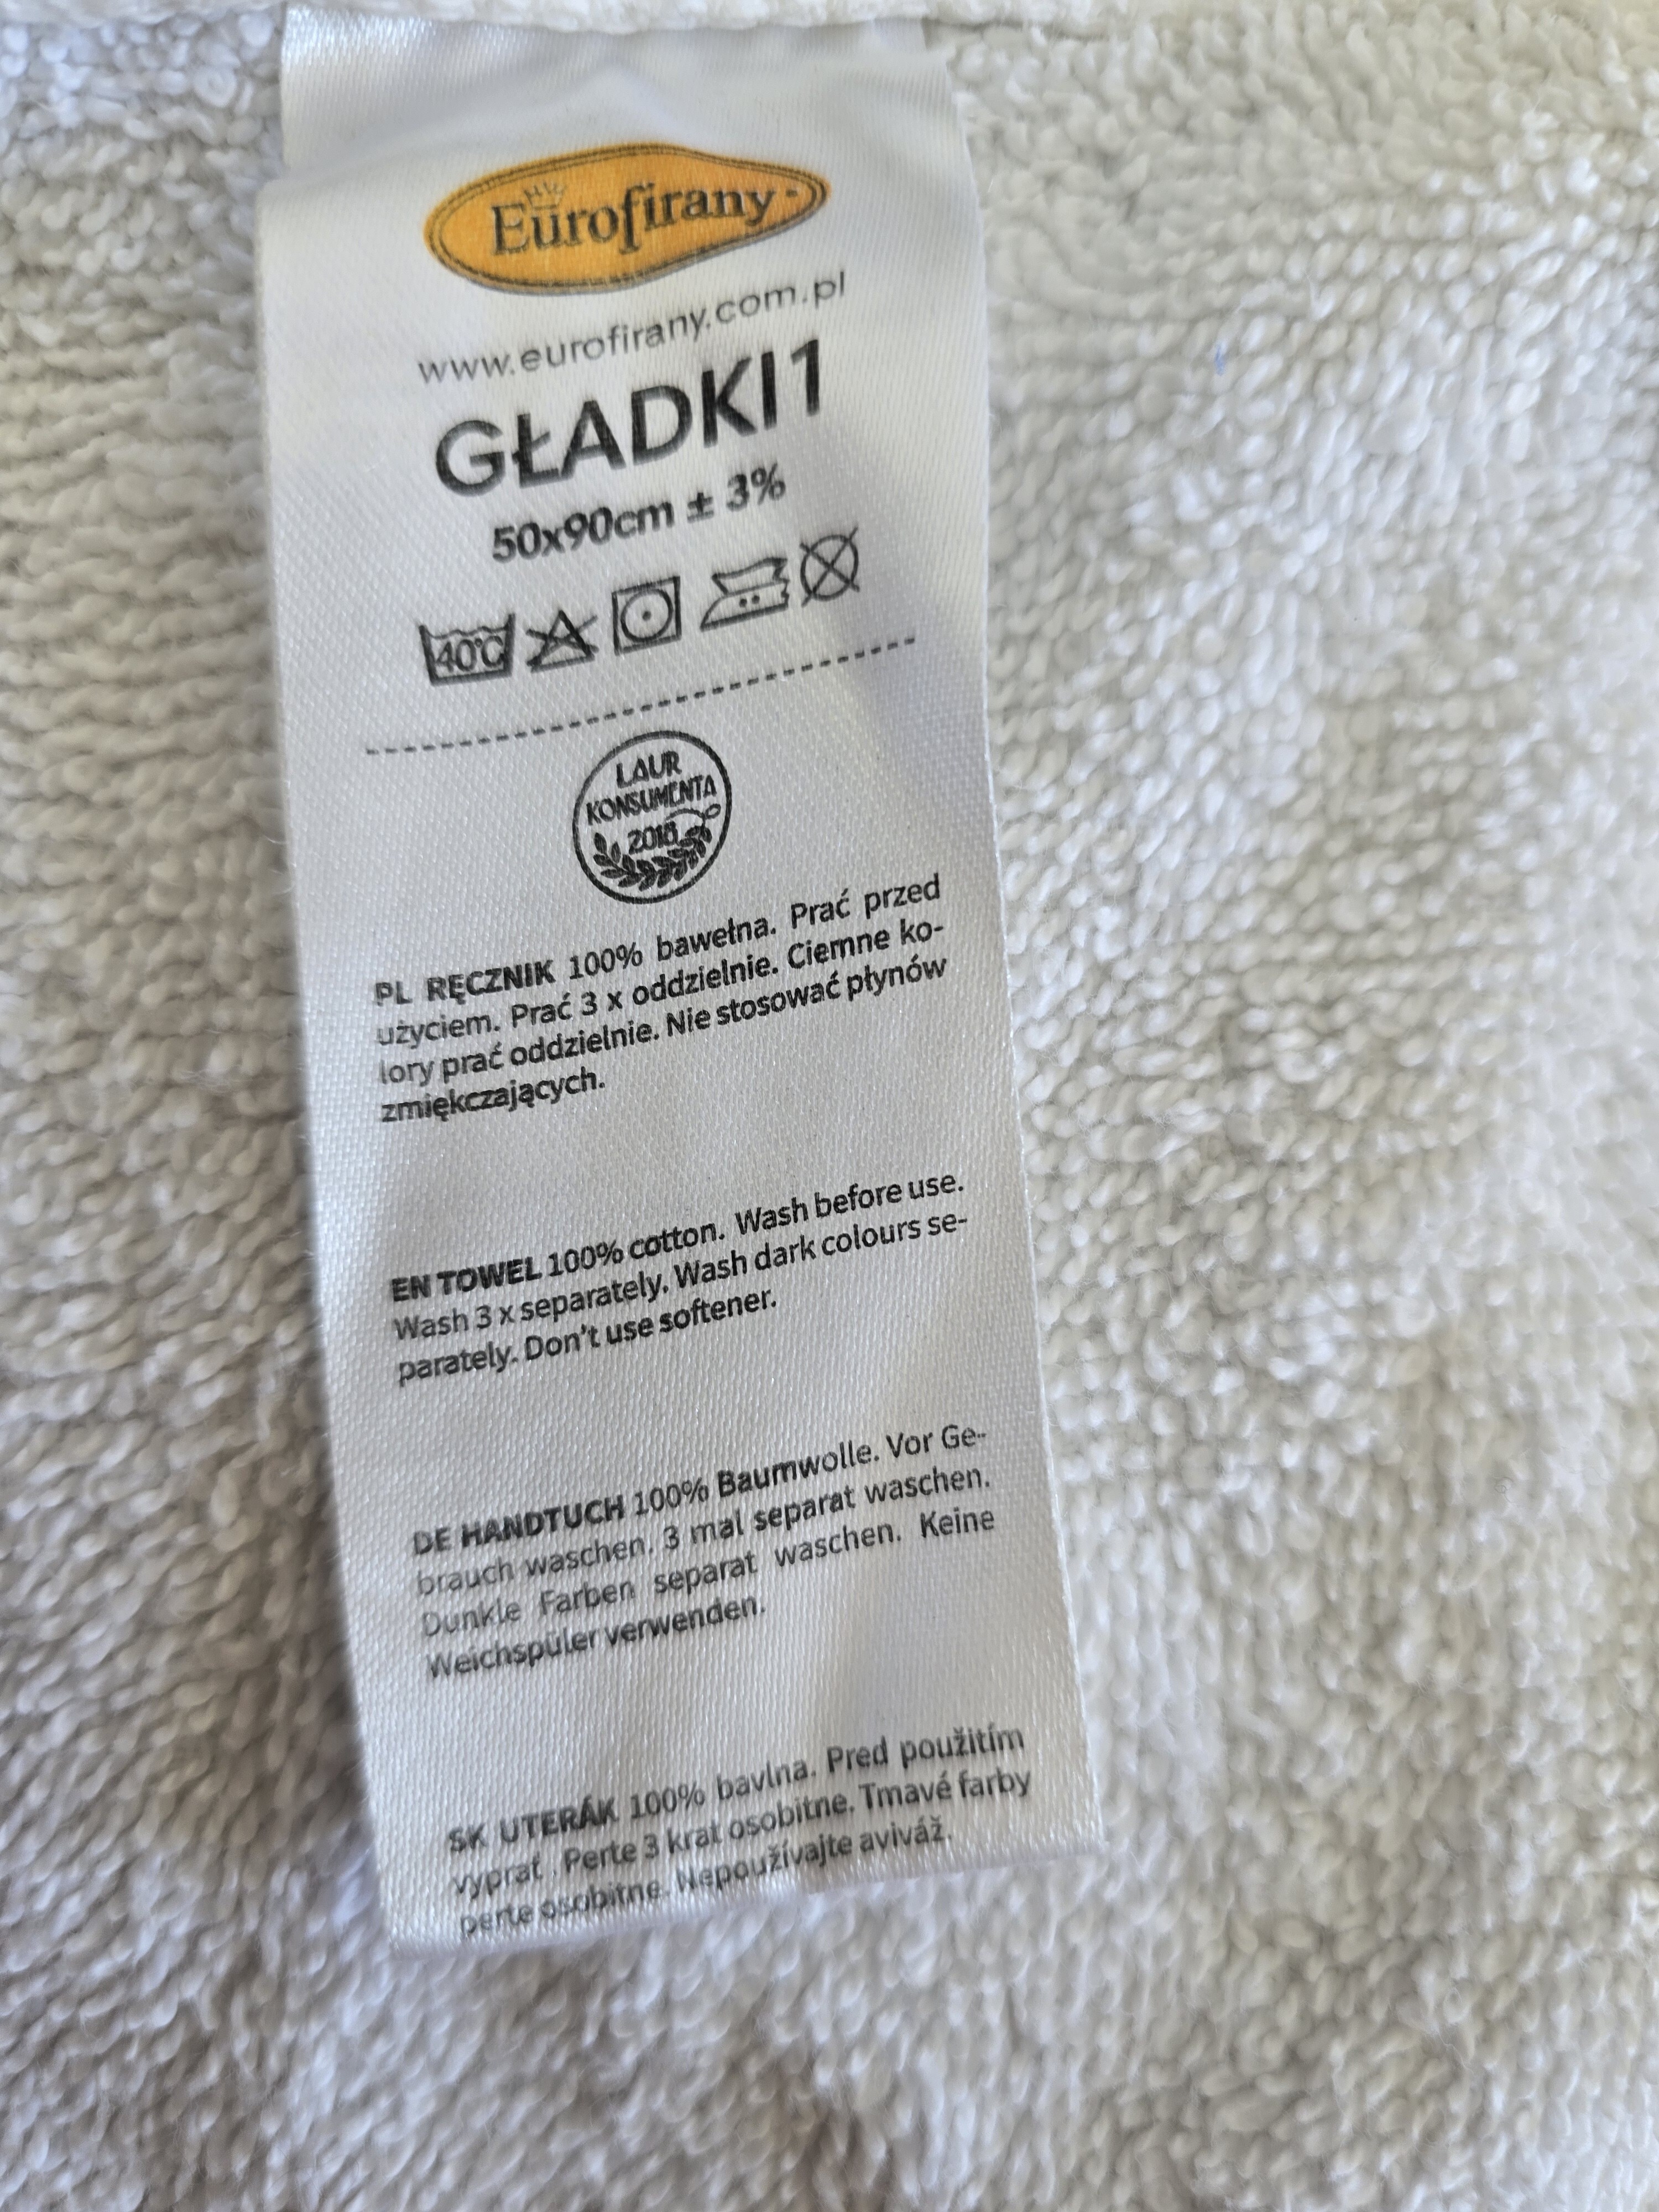 Eurofirany
www.eurofirany.com.pl
GŁADKI 1
50x90cm ± 3%
40°C
LAUR
KONSUMENTA
2018
PL RĘCZNIK 100% bawełna. Prać przed
użyciem. Prać 3 x oddzielnie. Ciemne ko-
lory prać oddzielnie. Nie stosować płynów
zmiękczających.
EN TOWEL 100% cotton. Wash before use.
Wash 3 x separately. Wash dark colours se-
parately. Don't use softener.
DE HANDTUCH 100% Baumwolle. Vor Ge-
brauch waschen. 3 mal separat waschen.
Dunkle Farben separat waschen. Keine
Weichspüler verwenden.
SK UTERÁK 100% bavlna. Pred použitím
vyprať . Perte 3 krat osobitne. Tmavé farby
perte osobitne. Nepoužívajte aviváž.